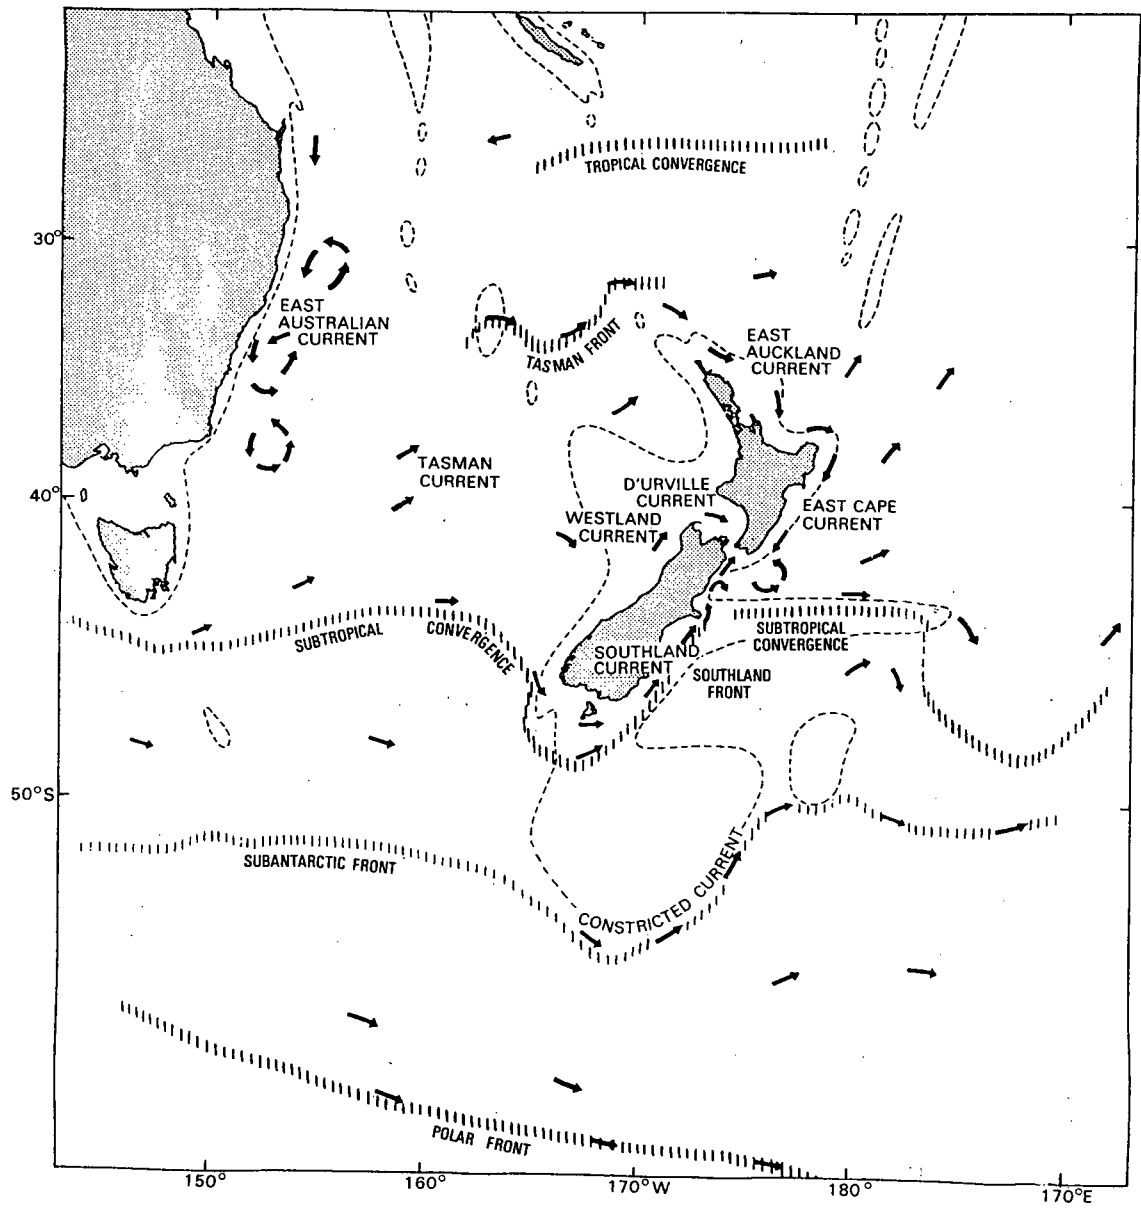 TROPICAL CONVERGENCE
30°
EAST
AUSTRALIAN
CURRENT
TASMAN FRONT
EAST
AUCKLAND
CURRENT
TASMAN
CURRENT
D'URVILLE
CURRENT
40°
WESTLAND
CURRENT
EAST CAPE
CURRENT
SUBTROPICAL CONVERGENCE
SUBTROPICAL
CONVERGENCE
SOUTHLAND
CURRENT
SOUTHLAND
FRONT
50°S
SUBANTARCTIC FRONT
CONSTRICTED CURRENT
POLAR FRONT
150° 160° 170°W 180° 170°E